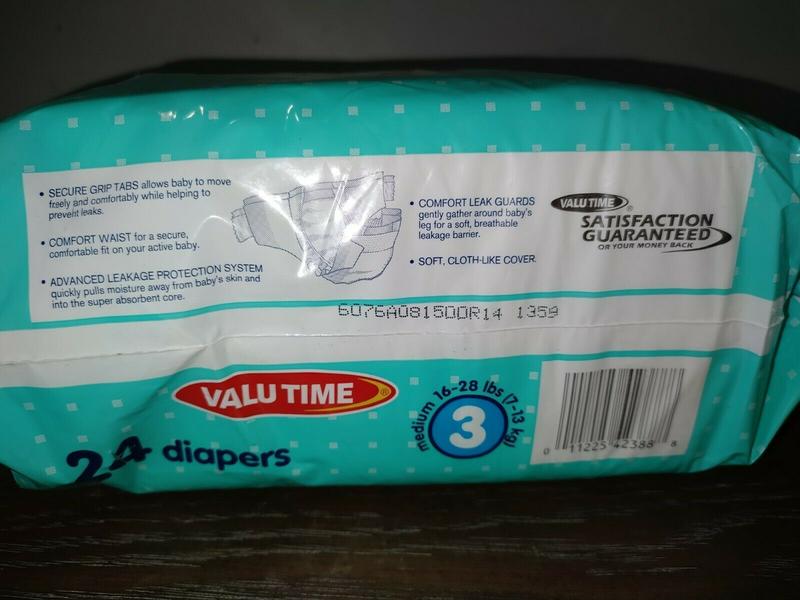 • SECURE GRIP TABS allows baby to move
freely and comfortably while helping to
prevent leaks.
• COMFORT WAIST for a secure,
comfortable fit on your active baby.
• ADVANCED LEAKAGE PROTECTION SYSTEM
quickly pulls moisture away from baby's skin and
into the super absorbent core.
• COMFORT LEAK GUARDS
gently gather around baby's
leg for a soft, breathable
leakage barrier.
• SOFT, CLOTH-LIKE COVER.
VALU TIME®
SATISFACTION
GUARANTEED
OR YOUR MONEY BACK
6076A081500R14 1359
VALU TIME®
24 diapers
medium 16-28 lbs (7-13 kg)
3
0 11225 42388 8